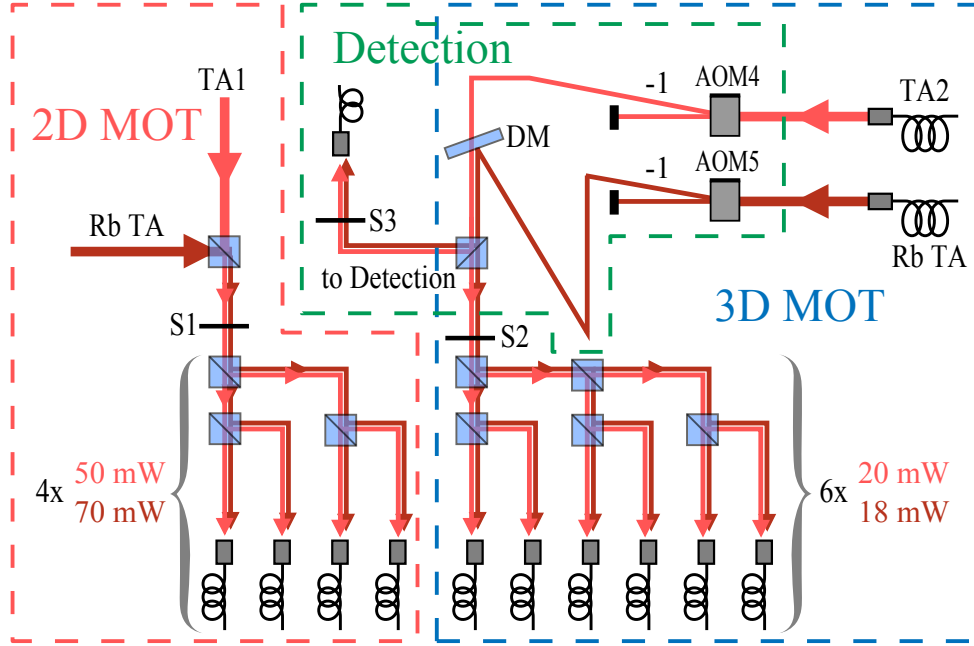 Detection
2D MOT
TA1
-1
AOM4
TA2
DM
-1
AOM5
Rb TA
S3
Rb TA
to Detection
3D MOT
S1
S2
4x
50 mW
70 mW
6x
20 mW
18 mW